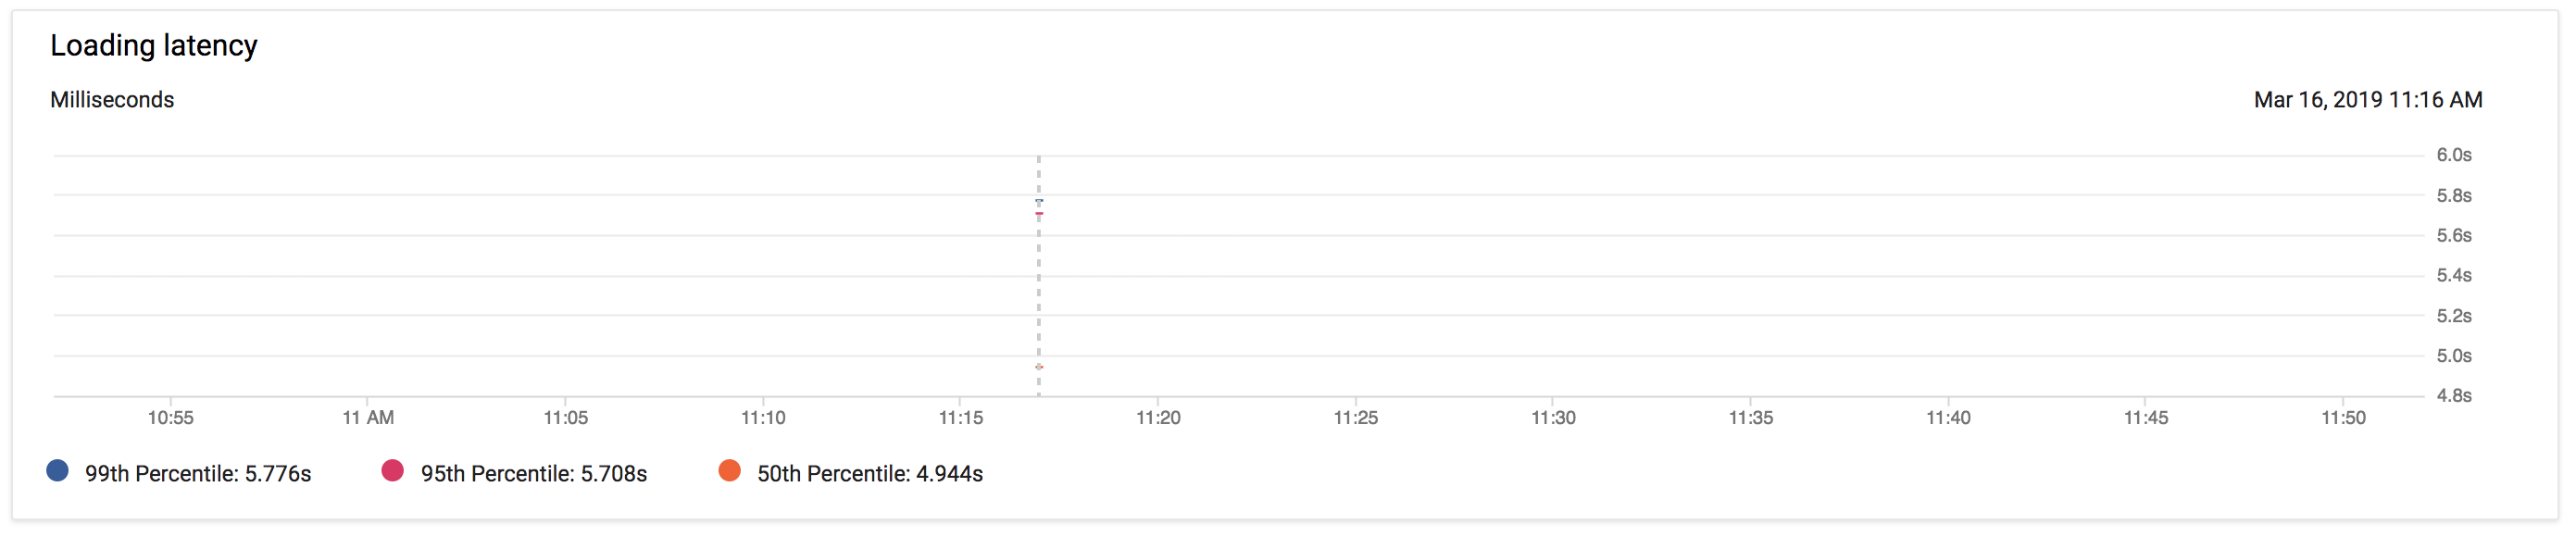 Loading latency
Milliseconds
Mar 16, 2019 11:16 AM
6.0s
5.8s
5.6s
5.4s
5.2s
5.0s
4.8s
10:55 11 AM 11:05 11:10 11:15 11:20 11:25 11:30 11:35 11:40 11:45 11:50
99th Percentile: 5.776s 95th Percentile: 5.708s 50th Percentile: 4.944s